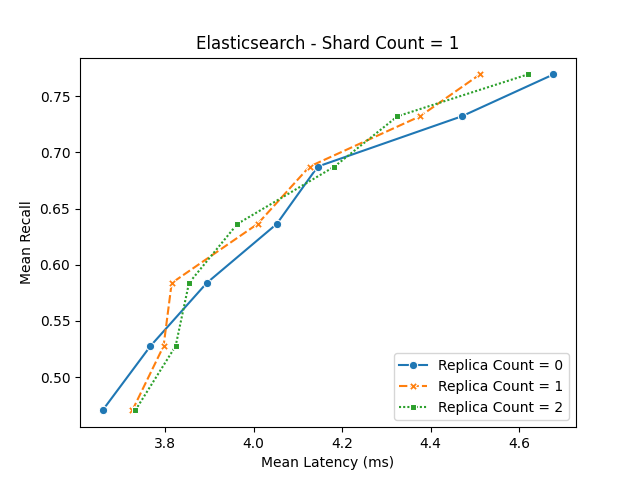 Elasticsearch - Shard Count = 1
Mean Recall
0.75
0.70
0.65
0.60
0.55
0.50
3.8
4.0
4.2
4.4
4.6
Mean Latency (ms)
Replica Count = 0
Replica Count = 1
Replica Count = 2